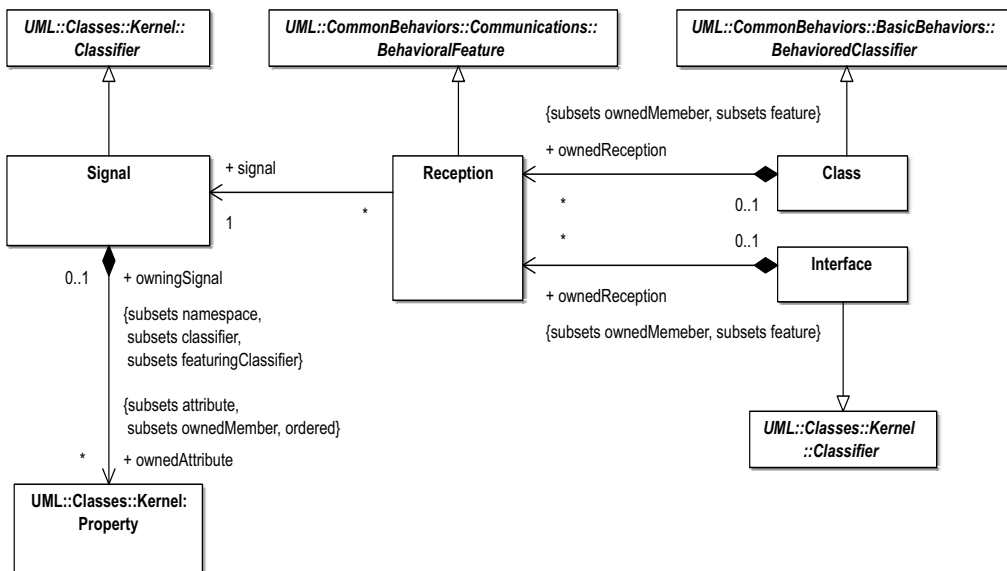 UML::Classes::Kernel::
Classifier
UML::CommonBehaviors::Communications::
BehavioralFeature
UML::CommonBehaviors::BasicBehaviors::
BehavioredClassifier
{subsets ownedMemeber, subsets feature}
+ ownedReception
Signal
+ signal
Reception
Class
1
*
*
0..1
*
0..1
Interface
+ ownedReception
{subsets ownedMemeber, subsets feature}
0..1
+ owningSignal
{subsets namespace,
subsets classifier,
subsets featuringClassifier}
{subsets attribute,
subsets ownedMember, ordered}
*
+ ownedAttribute
UML::Classes::Kernel
::Classifier
UML::Classes::Kernel:
Property